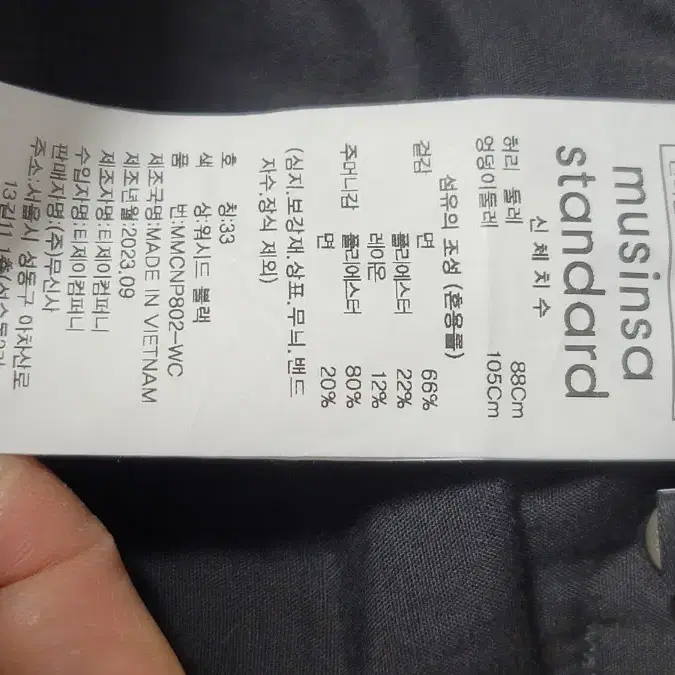 musinsa
standard
신체치수
허리 둘레 88Cm
엉덩이둘레 105Cm
섬유의 조성 (혼용률)
겉감 면 66%
폴리에스터 22%
레이온 12%
주머니감 폴리에스터 80%
면 20%
(심지.보강재.상표.무늬.밴드
자수.장식 제외)
호 칭:33
색 상:워시드 블랙
품 번:MMCNP802-WC
제조국명:MADE IN VIETNAM
제조년월:2023.09
제조자명:티제이컴퍼니
수입자명:티제이컴퍼니
판매자명:(주)무신사
주소:서울시 성동구 아차산로